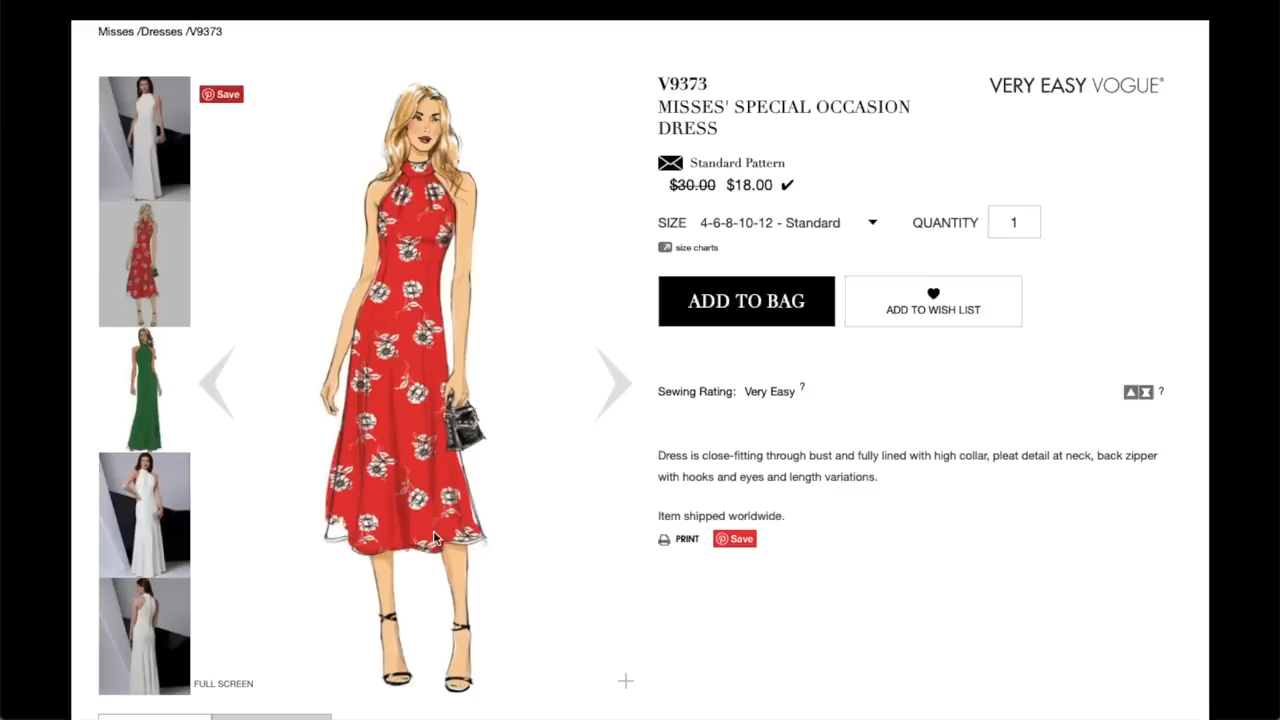 Misses /Dresses /V9373
Save
V9373
VERY EASY VOGUE®
MISSES' SPECIAL OCCASION
DRESS
Standard Pattern
$30.00 $18.00 ✔
SIZE 4-6-8-10-12 - Standard QUANTITY 1
size charts
ADD TO BAG
ADD TO WISH LIST
Sewing Rating: Very Easy ?
?
Dress is close-fitting through bust and fully lined with high collar, pleat detail at neck, back zipper
with hooks and eyes and length variations.
Item shipped worldwide.
PRINT Save
FULL SCREEN